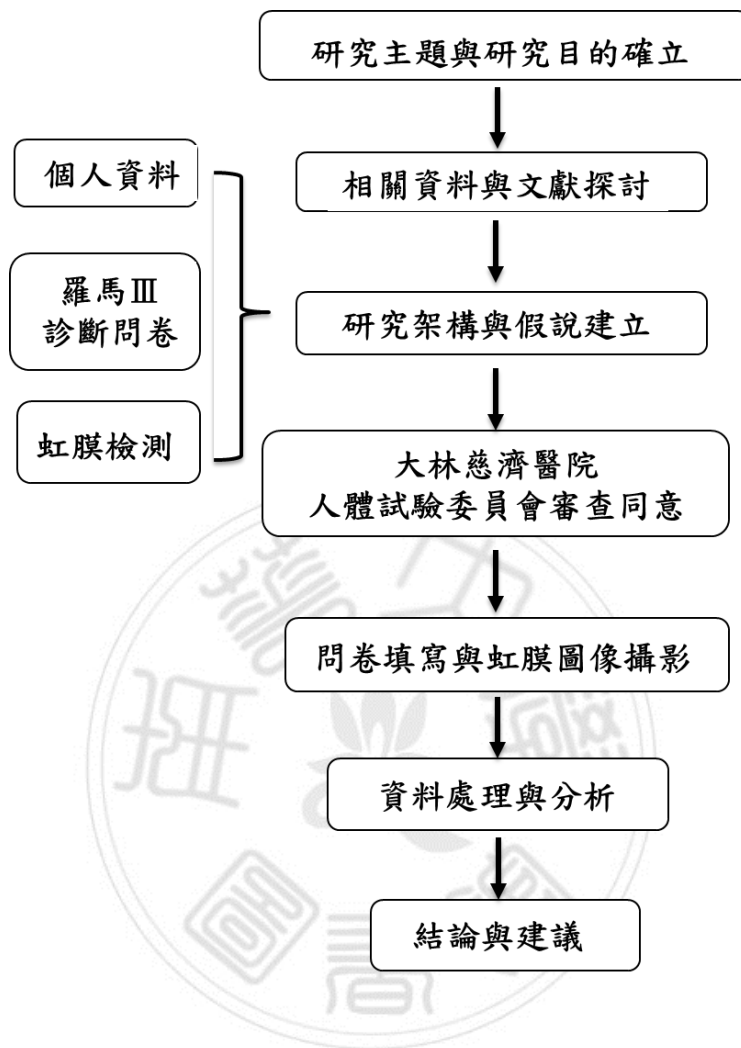 研究主題與研究目的確立
個人資料
相關資料與文獻探討
羅馬Ⅲ
診斷問卷
研究架構與假說建立
虹膜檢測
大林慈濟醫院
人體試驗委員會審查同意
問卷填寫與虹膜圖像攝影
資料處理與分析
結論與建議